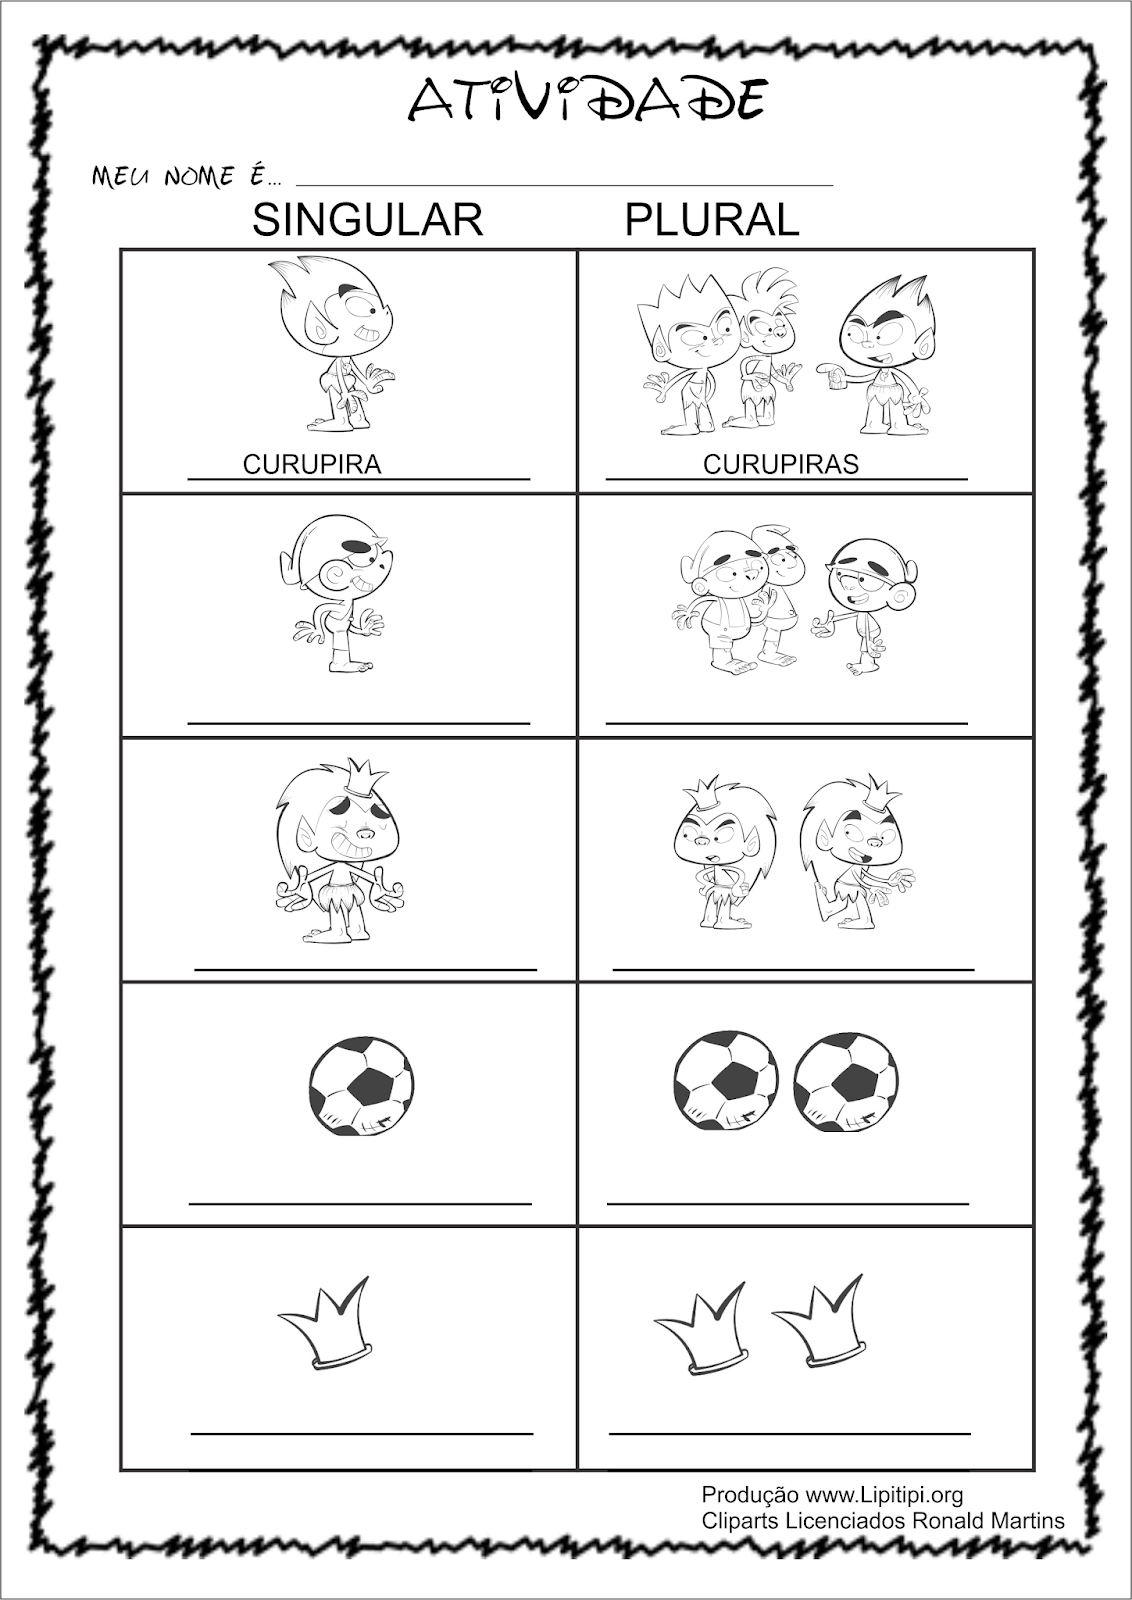 ATIVIDADE
MEU NOME É...
SINGULAR PLURAL
CURUPIRA CURUPIRAS
Produção www.Lipitipi.org
Cliparts Licenciados Ronald Martins